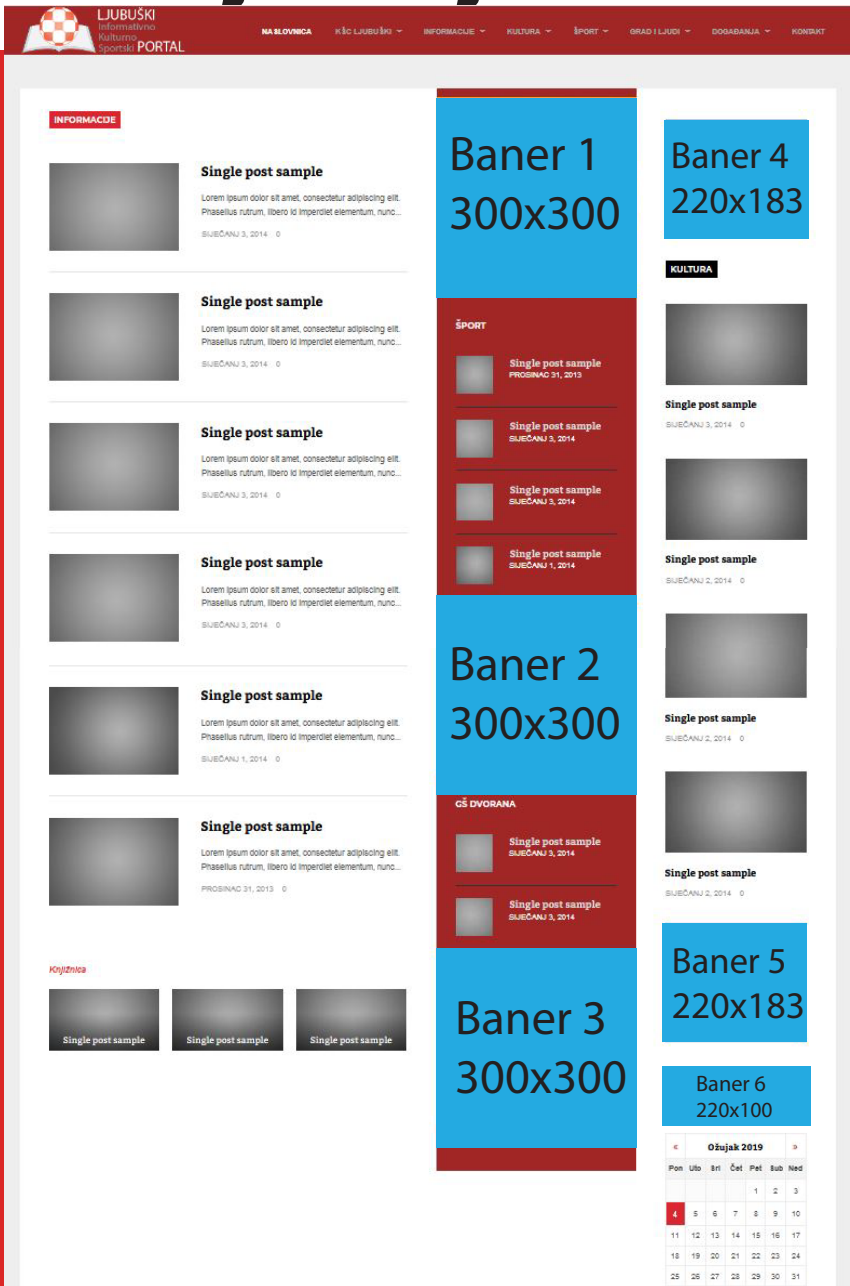 LJUBUŠKI
Informativno
Kulturno
Sportski PORTAL
NASLOVNICA
KŠC LJUBUŠKI
INFORMACIJE
KULTURA
ŠPORT
GRAD I LJUDI
DOGAĐANJA
KONTAKT
INFORMACIJE
Single post sample
Lorem ipsum dolor sit amet, consectetur adipiscing elit.
Phasellus rutrum, libero id imperdiet elementum, nunc...
SIJEČANJ 3, 2014 0
Single post sample
Lorem ipsum dolor sit amet, consectetur adipiscing elit.
Phasellus rutrum, libero id imperdiet elementum, nunc...
SIJEČANJ 3, 2014 0
Single post sample
Lorem ipsum dolor sit amet, consectetur adipiscing elit.
Phasellus rutrum, libero id imperdiet elementum, nunc...
SIJEČANJ 3, 2014 0
Single post sample
Lorem ipsum dolor sit amet, consectetur adipiscing elit.
Phasellus rutrum, libero id imperdiet elementum, nunc...
SIJEČANJ 3, 2014 0
Single post sample
Lorem ipsum dolor sit amet, consectetur adipiscing elit.
Phasellus rutrum, libero id imperdiet elementum, nunc...
SIJEČANJ 1, 2014 0
Single post sample
Lorem ipsum dolor sit amet, consectetur adipiscing elit.
Phasellus rutrum, libero id imperdiet elementum, nunc...
PROSINAC 31, 2013 0
Knjižnica
Single post sample
Single post sample
Single post sample
Baner 1
300x300
ŠPORT
Single post sample
PROSINAC 31, 2013
Single post sample
SIJEČANJ 3, 2014
Single post sample
SIJEČANJ 3, 2014
Single post sample
SIJEČANJ 1, 2014
Baner 2
300x300
GŠ DVORANA
Single post sample
SIJEČANJ 3, 2014
Single post sample
SIJEČANJ 3, 2014
Baner 3
300x300
Baner 4
220x183
KULTURA
Single post sample
SIJEČANJ 3, 2014 0
Single post sample
SIJEČANJ 2, 2014 0
Single post sample
SIJEČANJ 2, 2014 0
Single post sample
SIJEČANJ 2, 2014 0
Baner 5
220x183
Baner 6
220x100
« Ožujak 2019 »
Pon Uto Sri Čet Pet Sub Ned
1 2 3
4 5 6 7 8 9 10
11 12 13 14 15 16 17
18 19 20 21 22 23 24
25 26 27 28 29 30 31